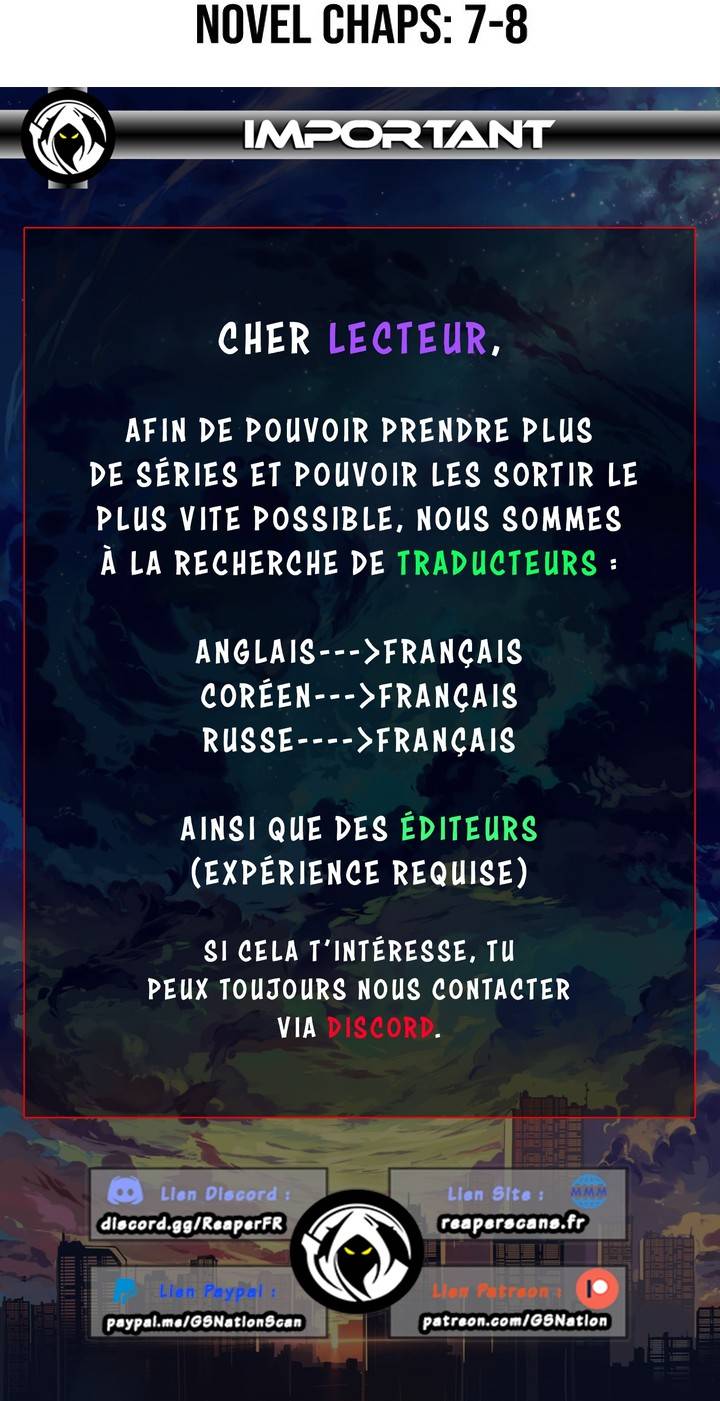 NOVEL CHAPS: 7-8
IMPORTANT
CHER LECTEUR,
AFIN DE POUVOIR PRENDRE PLUS
DE SÉRIES ET POUVOIR LES SORTIR LE
PLUS VITE POSSIBLE, NOUS SOMMES
À LA RECHERCHE DE TRADUCTEURS :
ANGLAIS--->FRANÇAIS
CORÉEN--->FRANÇAIS
RUSSE---->FRANÇAIS
AINSI QUE DES ÉDITEURS
(EXPÉRIENCE REQUISE)
SI CELA T'INTÉRESSE, TU
PEUX TOUJOURS NOUS CONTACTER
VIA DISCORD.
Lien Discord :
discord.gg/ReaperFR
Lien Site :
reaperscans.fr
Lien Paypal :
paypal.me/GSNationScan
Lien Patreon :
patreon.com/GSNation